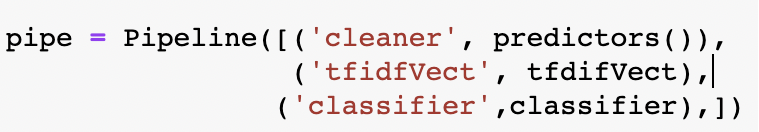 pipe = Pipeline([('cleaner', predictors()),
('tfidfVect', tfdifVect),
('classifier',classifier),])